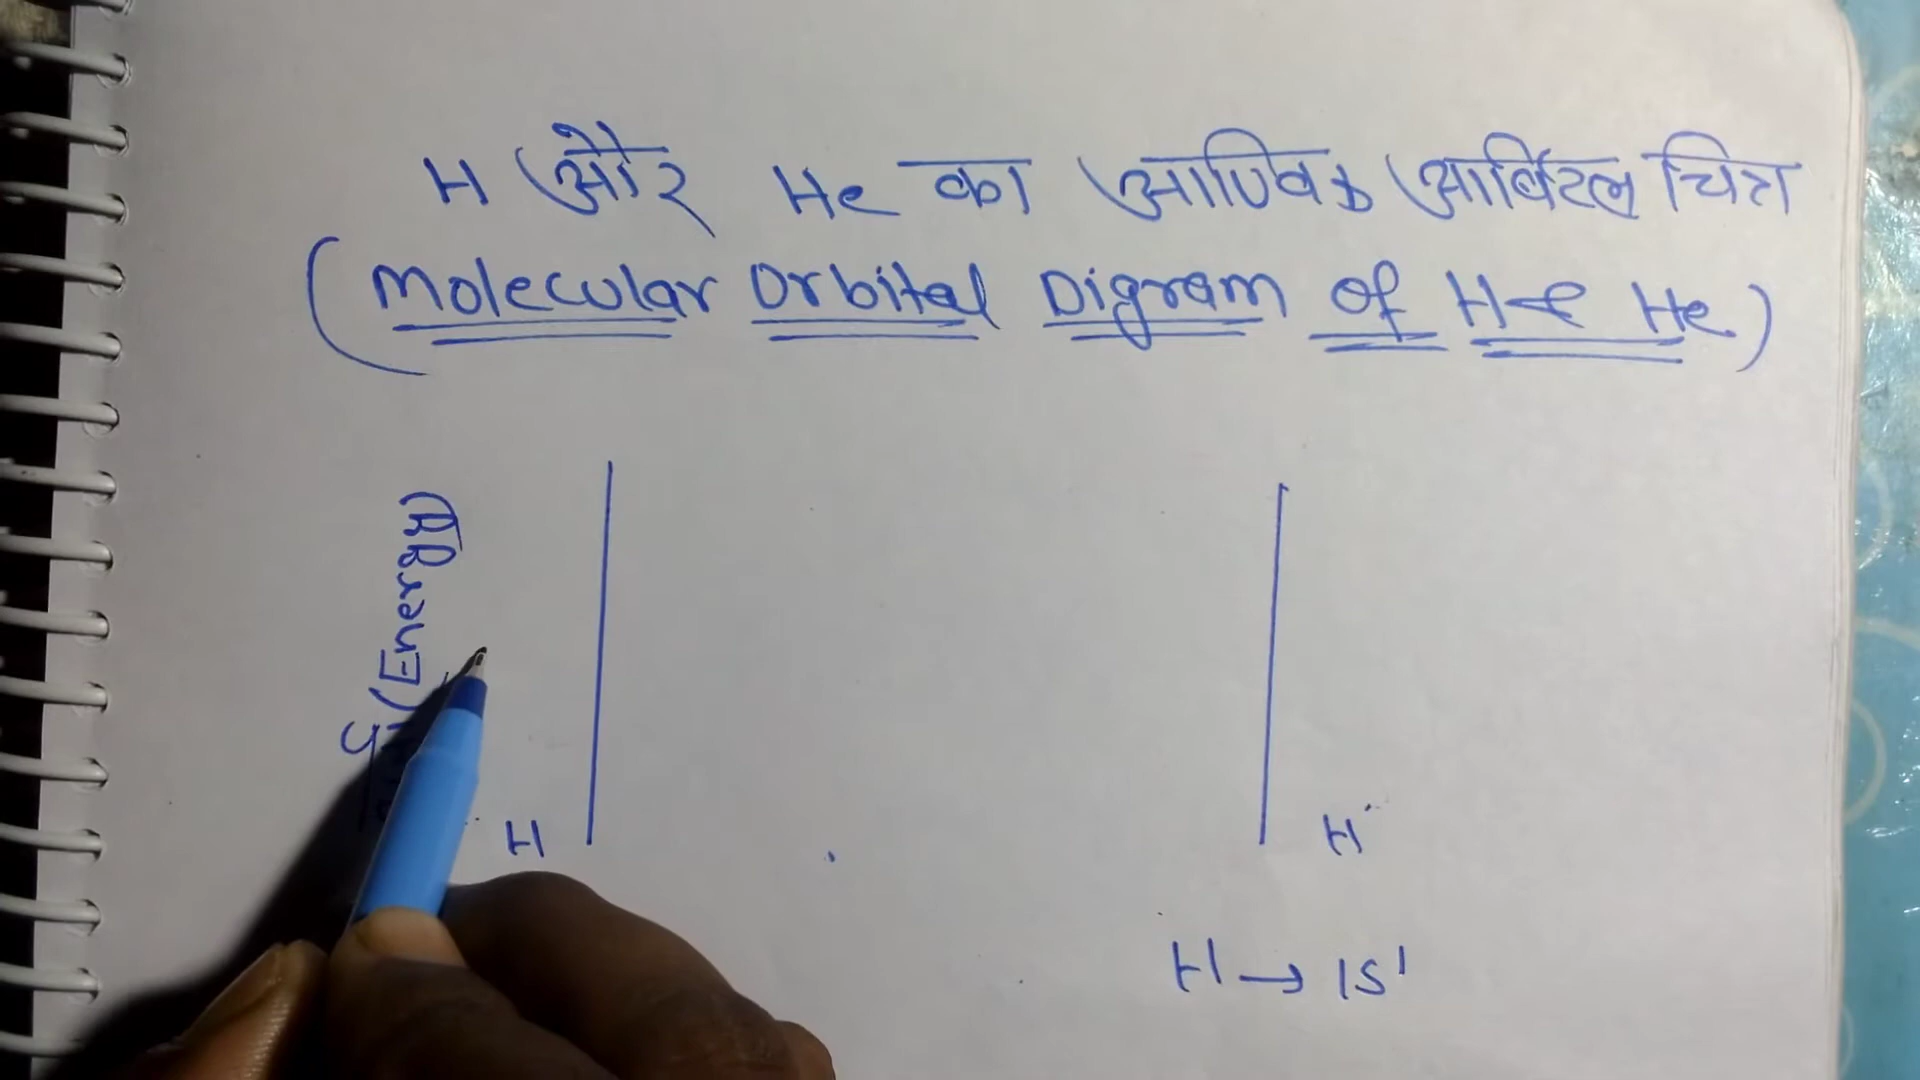 H और He का आण्विक आर्बिटल चित्र
(Molecular Orbital Digram of H & He)
(Energy)
H
H
H → 1S¹